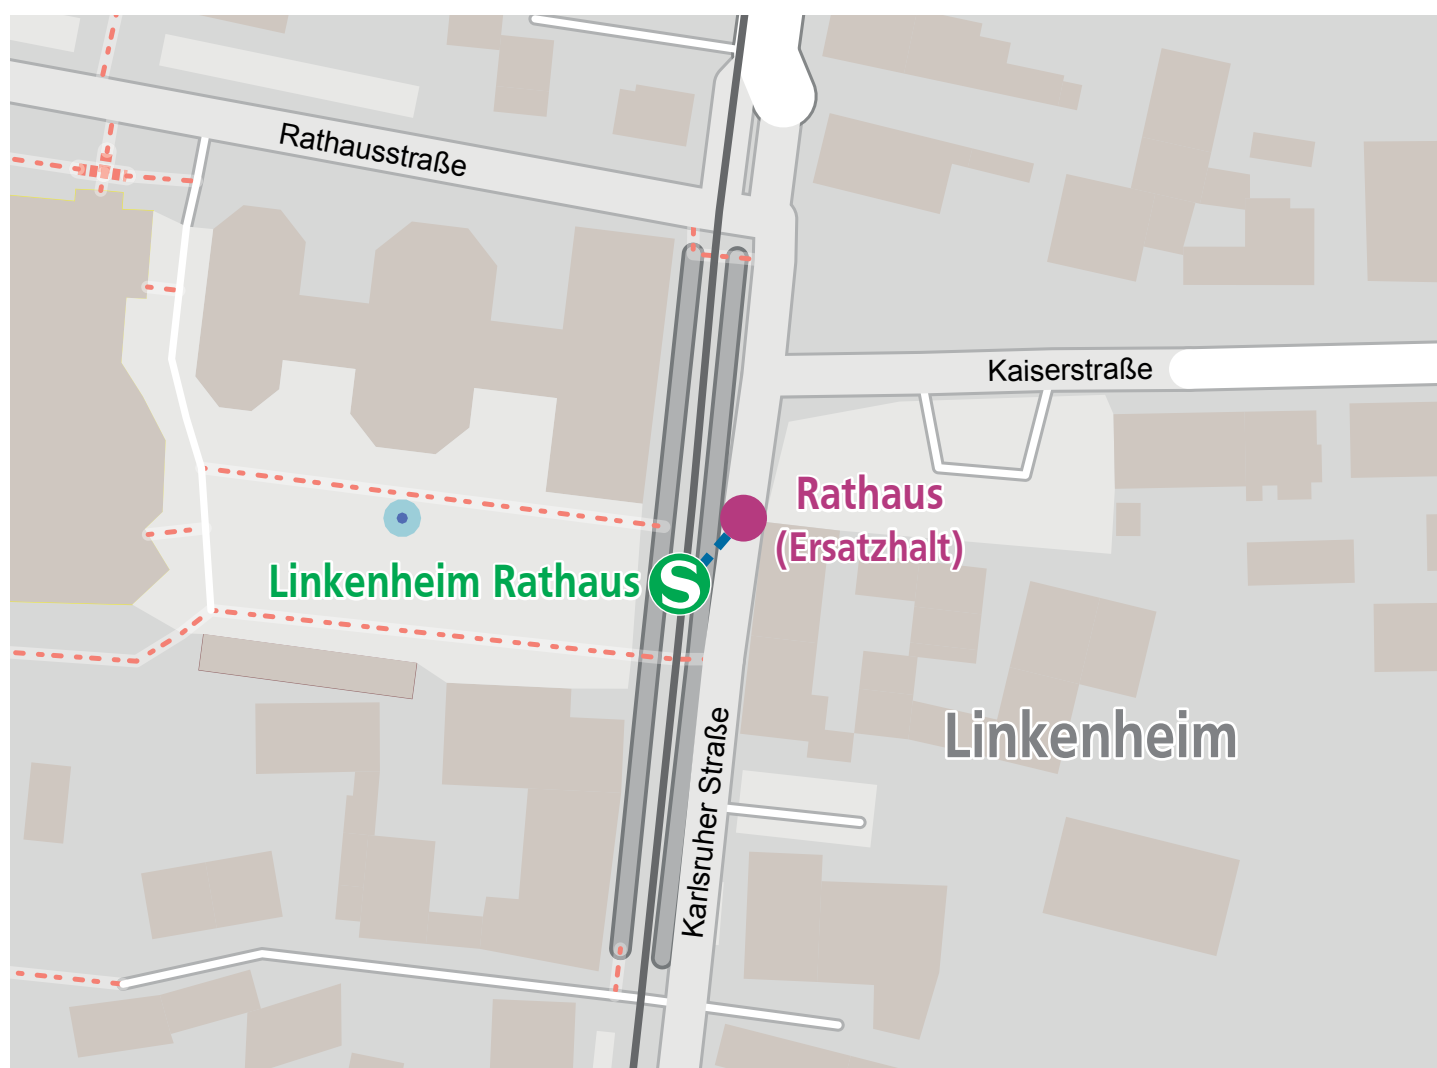 Rathausstraße
Kaiserstraße
Rathaus
(Ersatzhalt)
Linkenheim Rathaus
S
Linkenheim
Karlsruher Straße